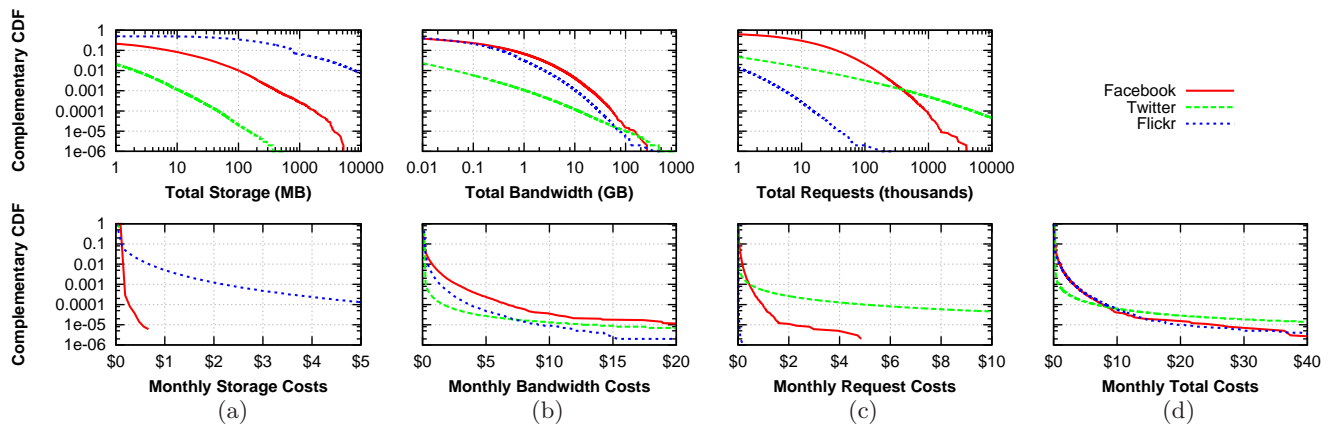 Complementary CDF
1
0.1
0.01
0.001
0.0001
1e-05
1e-06
1 10 100 1000 10000
Total Storage (MB)
0.01 0.1 1 10 100 1000
Total Bandwidth (GB)
1 10 100 1000 10000
Total Requests (thousands)
Facebook
Twitter
Flickr
Complementary CDF
1
0.1
0.01
0.001
0.0001
1e-05
1e-06
$0 $1 $2 $3 $4 $5
Monthly Storage Costs
(a)
$0 $5 $10 $15 $20
Monthly Bandwidth Costs
(b)
$0 $2 $4 $6 $8 $10
Monthly Request Costs
(c)
$0 $10 $20 $30 $40
Monthly Total Costs
(d)